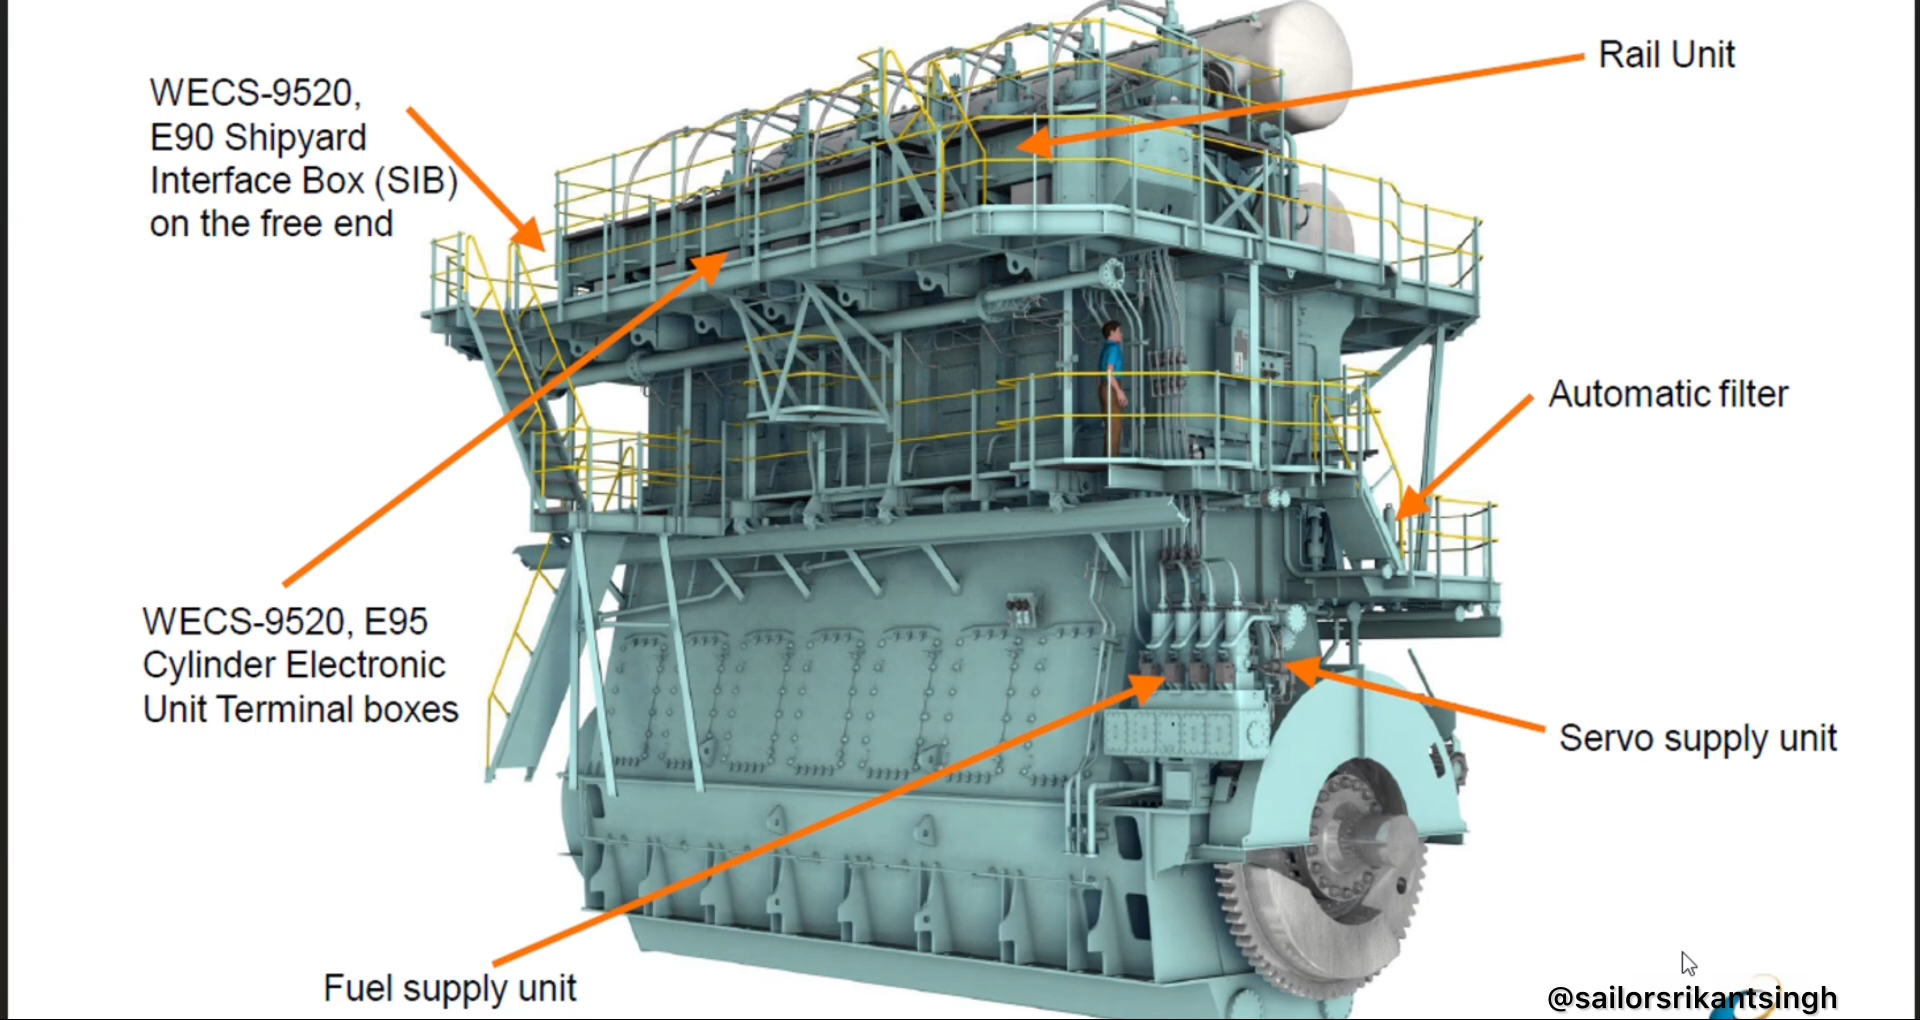 WECS-9520,
E90 Shipyard
Interface Box (SIB)
on the free end
Rail Unit
Automatic filter
WECS-9520, E95
Cylinder Electronic
Unit Terminal boxes
Servo supply unit
Fuel supply unit
@sailorsrikantsingh